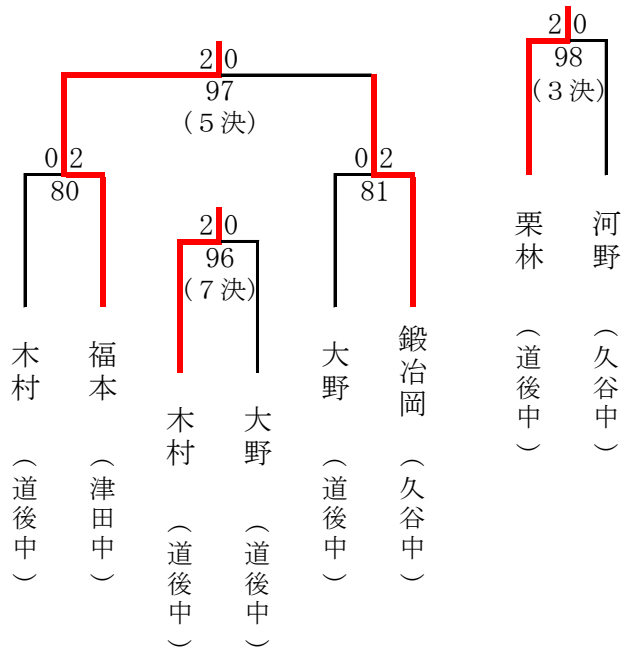 2 0
97
(５決)
2 0
98
(３決)
0 2
80
0 2
81
2 0
96
(７決)
木村 (道後中)
福本 (津田中)
木村 (道後中)
大野 (道後中)
大野 (道後中)
鍛冶岡 (久谷中)
栗林 (道後中)
河野 (久谷中)